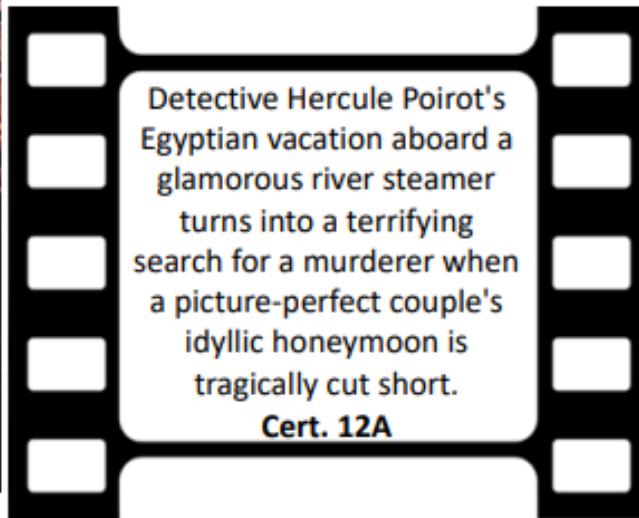 Detective Hercule Poirot's
Egyptian vacation aboard a
glamorous river steamer
turns into a terrifying
search for a murderer when
a picture-perfect couple's
idyllic honeymoon is
tragically cut short.
Cert. 12A